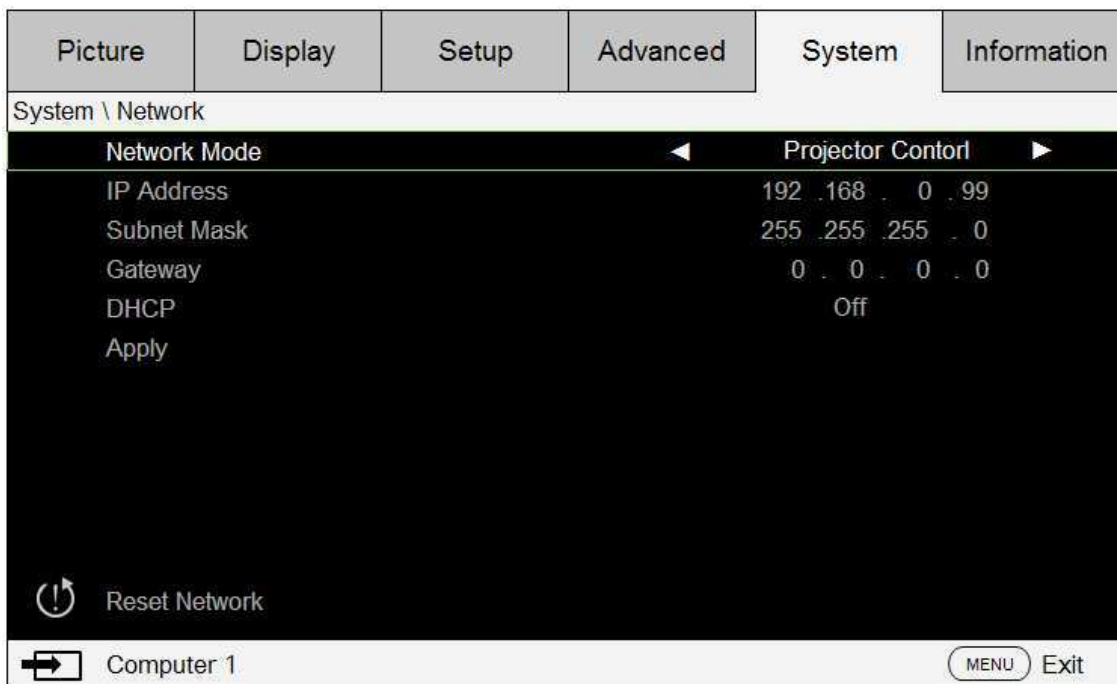 Picture Display Setup Advanced System Information
System \ Network
Network Mode ◀ Projector Contorl ▶
IP Address 192 .168 . 0 . 99
Subnet Mask 255 .255 .255 . 0
Gateway 0 . 0 . 0 . 0
DHCP Off
Apply
Reset Network
Computer 1 MENU Exit